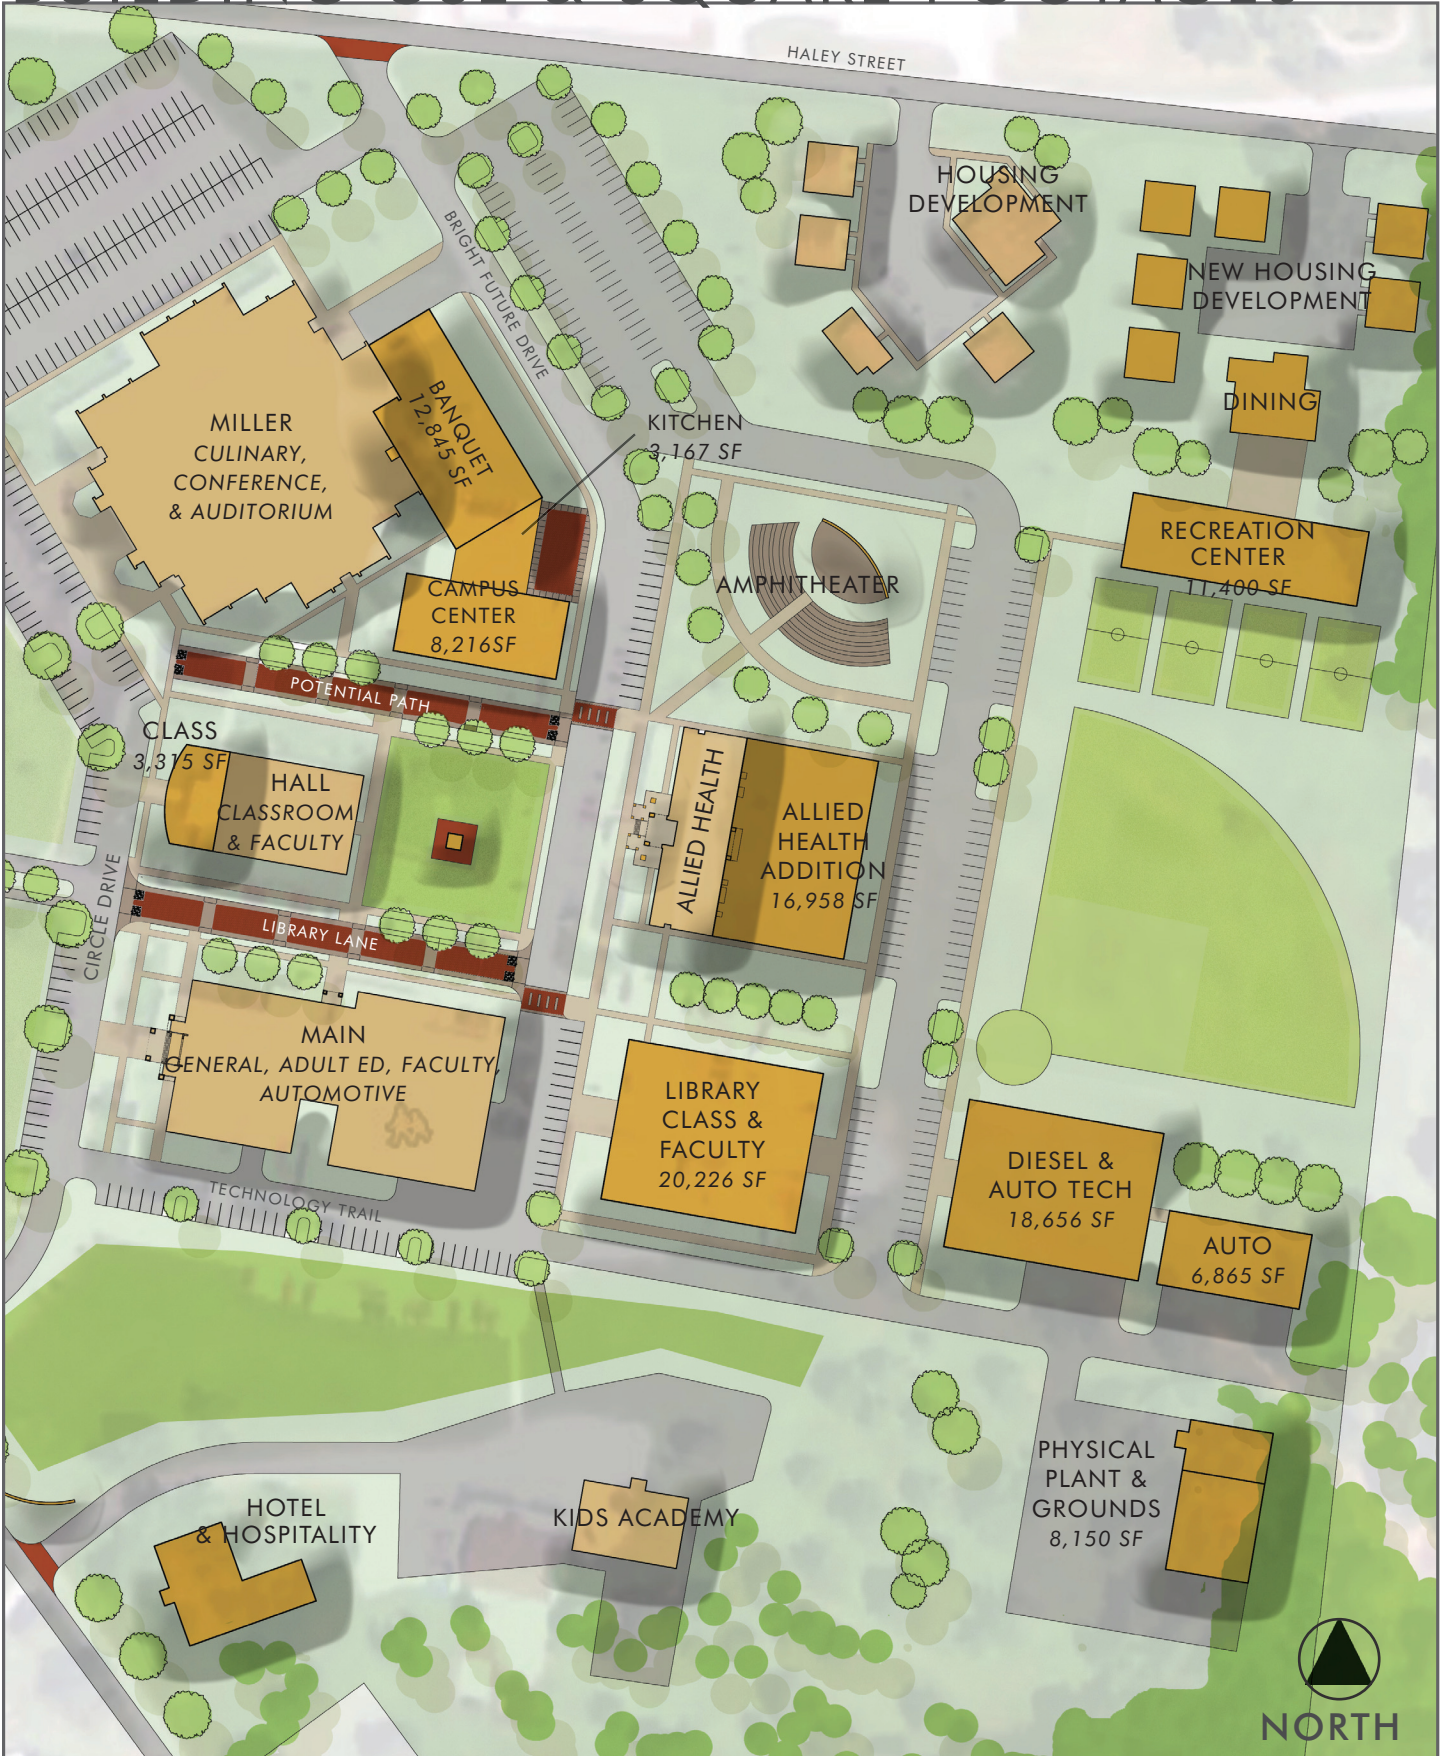 BUILDING USE & SQUARE FOOTAGES
HALEY STREET
HOUSING
DEVELOPMENT
BRIGHT FUTURE DRIVE
NEW HOUSING
DEVELOPMENT
BANQUET
12,845 SF
DINING
MILLER
CULINARY,
CONFERENCE,
& AUDITORIUM
KITCHEN
3,167 SF
RECREATION
CENTER
11,400 SF
AMPHITHEATER
CAMPUS
CENTER
8,216SF
POTENTIAL PATH
CLASS
3,315 SF
HALL
CLASSROOM
& FACULTY
ALLIED HEALTH
ALLIED
HEALTH
ADDITION
16,958 SF
CIRCLE DRIVE
LIBRARY LANE
MAIN
GENERAL, ADULT ED, FACULTY,
AUTOMOTIVE
LIBRARY
CLASS &
FACULTY
20,226 SF
DIESEL &
AUTO TECH
18,656 SF
TECHNOLOGY TRAIL
AUTO
6,865 SF
PHYSICAL
PLANT &
GROUNDS
8,150 SF
HOTEL
& HOSPITALITY
KIDS ACADEMY
NORTH